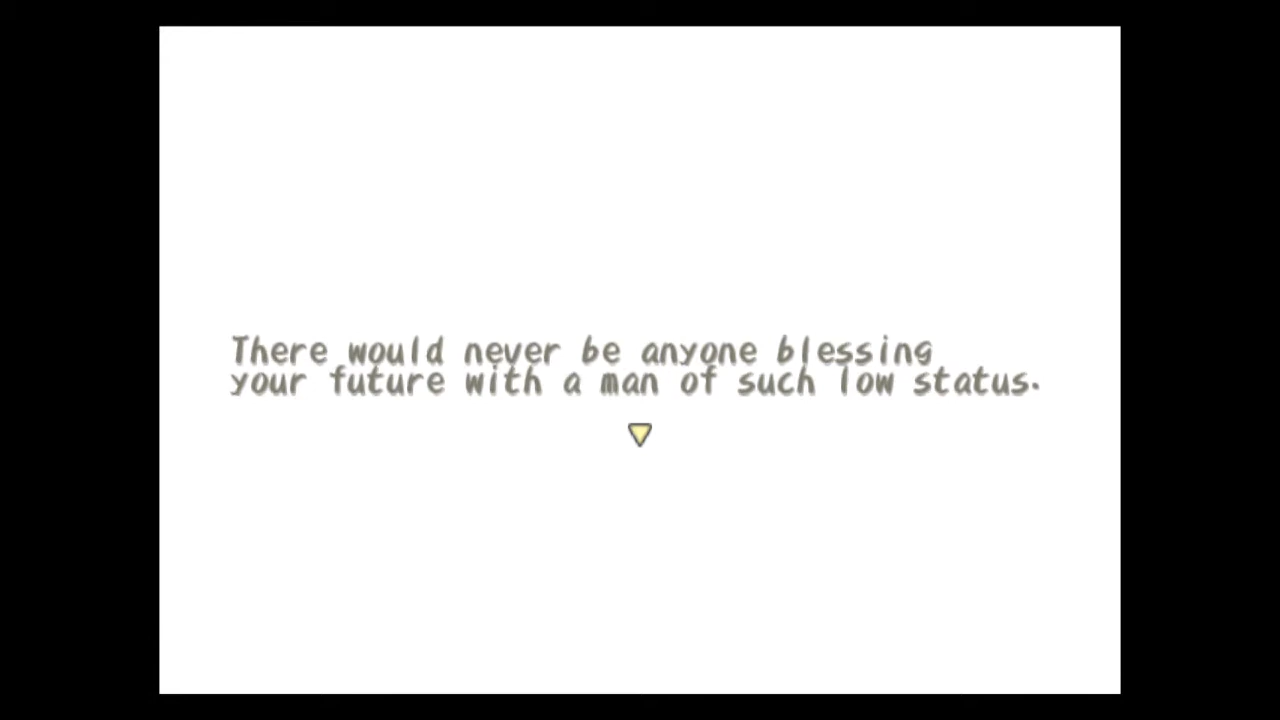 There would never be anyone blessing
your future with a man of such low status.